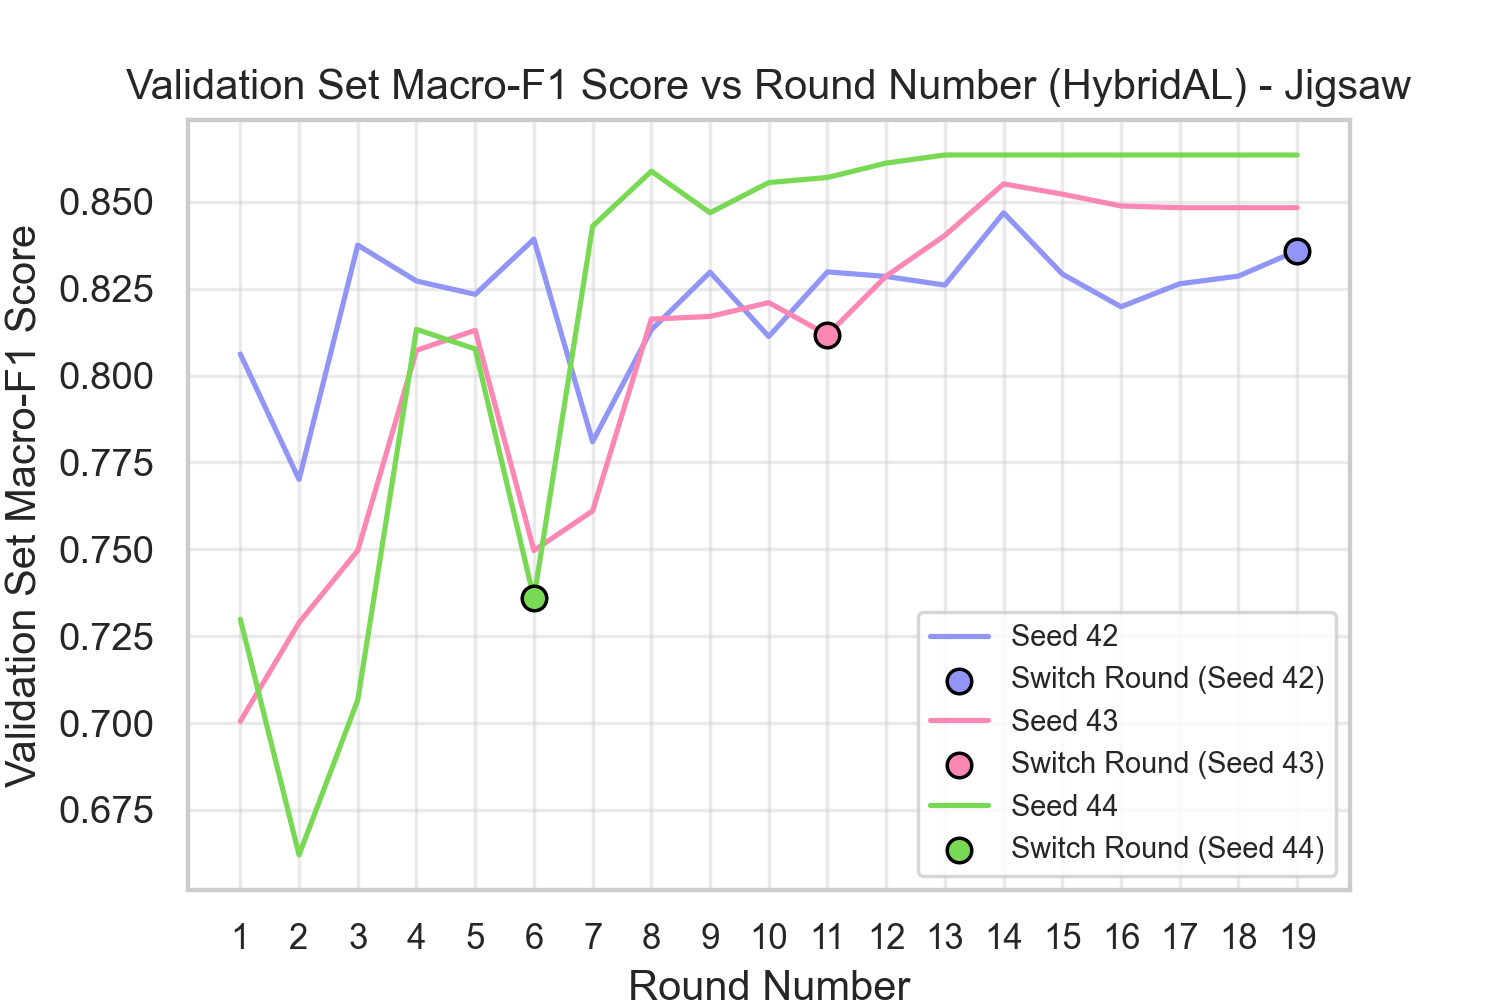 Validation Set Macro-F1 Score vs Round Number (HybridAL) - Jigsaw
Validation Set Macro-F1 Score
0.850
0.825
0.800
0.775
0.750
0.725
0.700
0.675
Seed 42
Switch Round (Seed 42)
Seed 43
Switch Round (Seed 43)
Seed 44
Switch Round (Seed 44)
1 2 3 4 5 6 7 8 9 10 11 12 13 14 15 16 17 18 19
Round Number